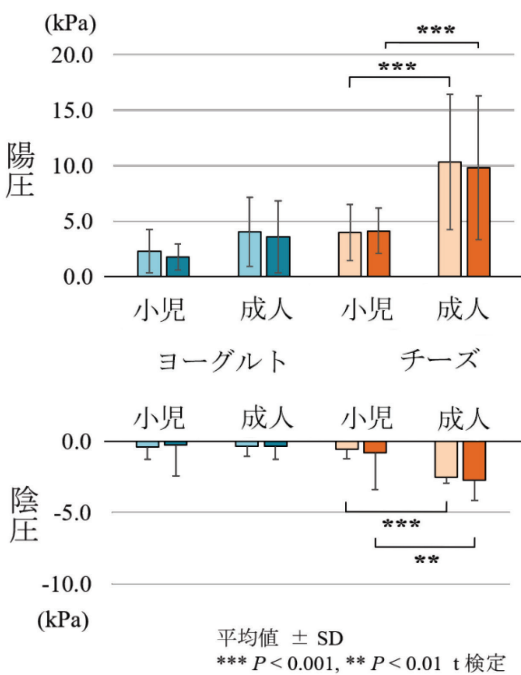 (kPa)
*** ***
20.0
15.0
10.0
5.0
0.0
陽圧
小児 成人 小児 成人
ヨーグルト チーズ
小児 成人 小児 成人
0.0
-5.0
-10.0
陰圧
*** **
(kPa)
平均値 ± SD
*** P < 0.001, ** P < 0.01 t 検定